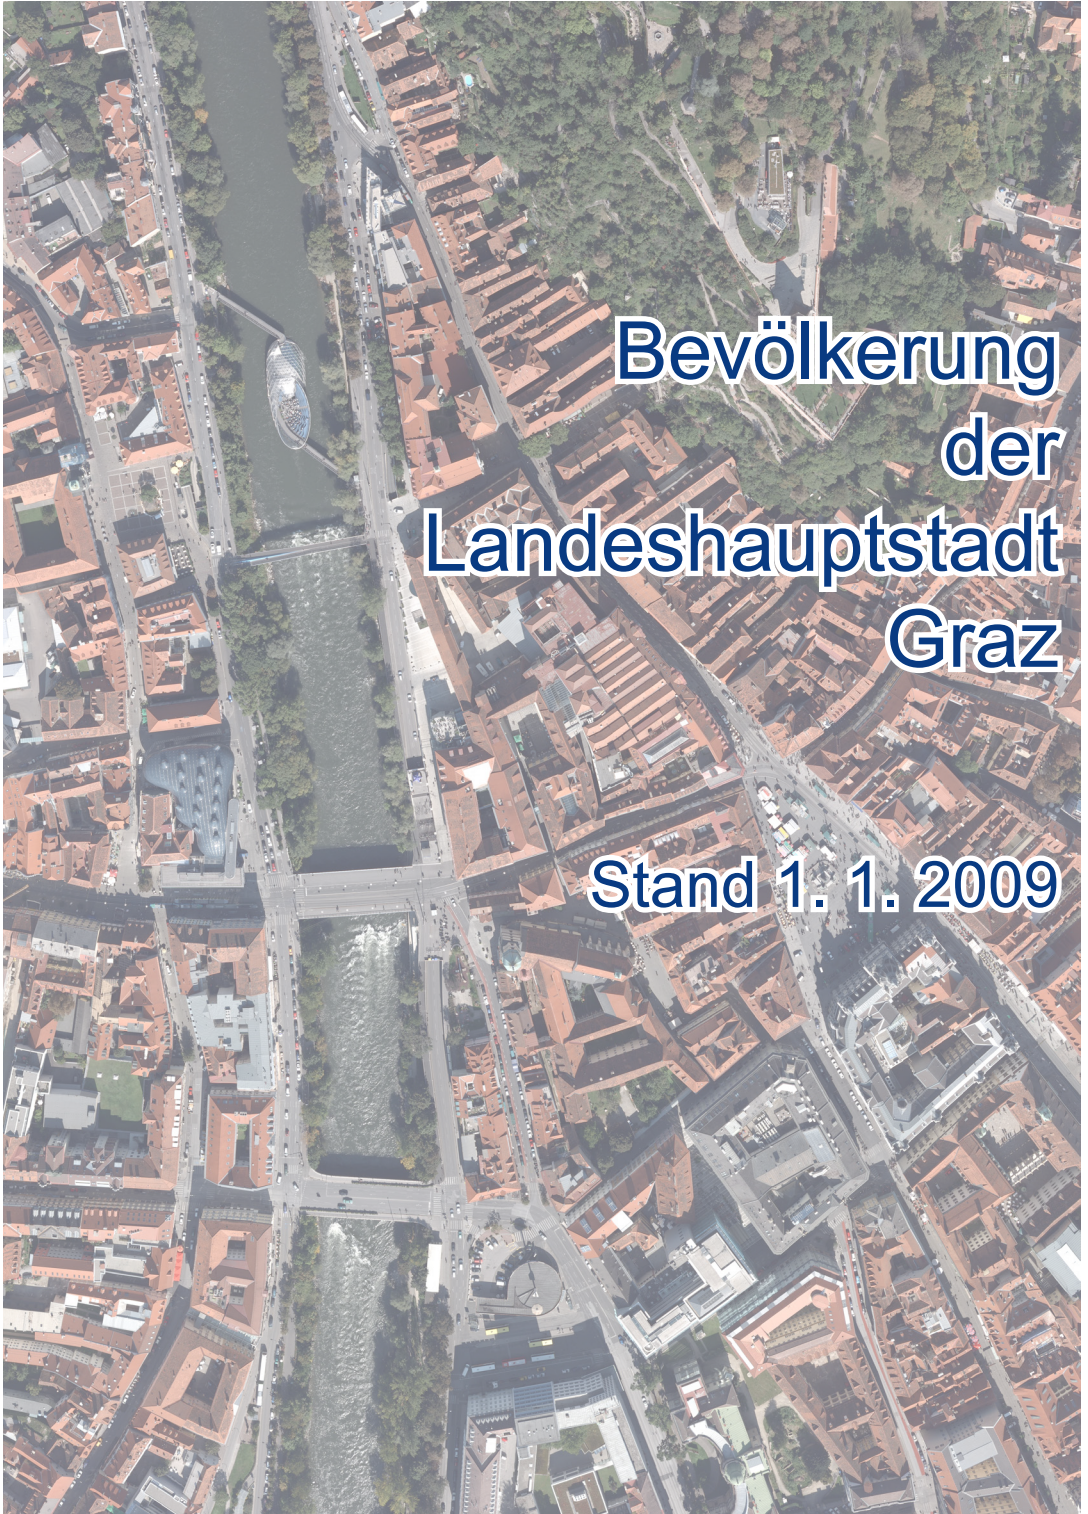 Bevölkerung
der
Landeshauptstadt
Graz
Stand 1. 1. 2009